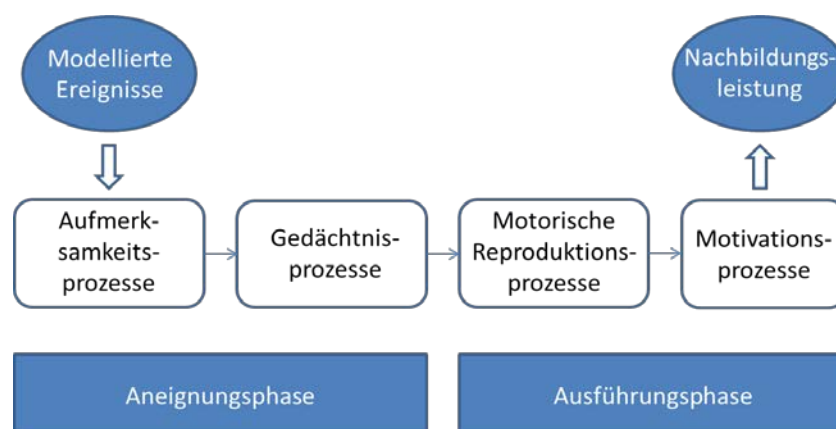 Modellierte
Ereignisse
Nachbildungs-
leistung
Aufmerk-
samkeits-
prozesse
Gedächtnis-
prozesse
Motorische
Reproduktions-
prozesse
Motivations-
prozesse
Aneignungsphase
Ausführungsphase